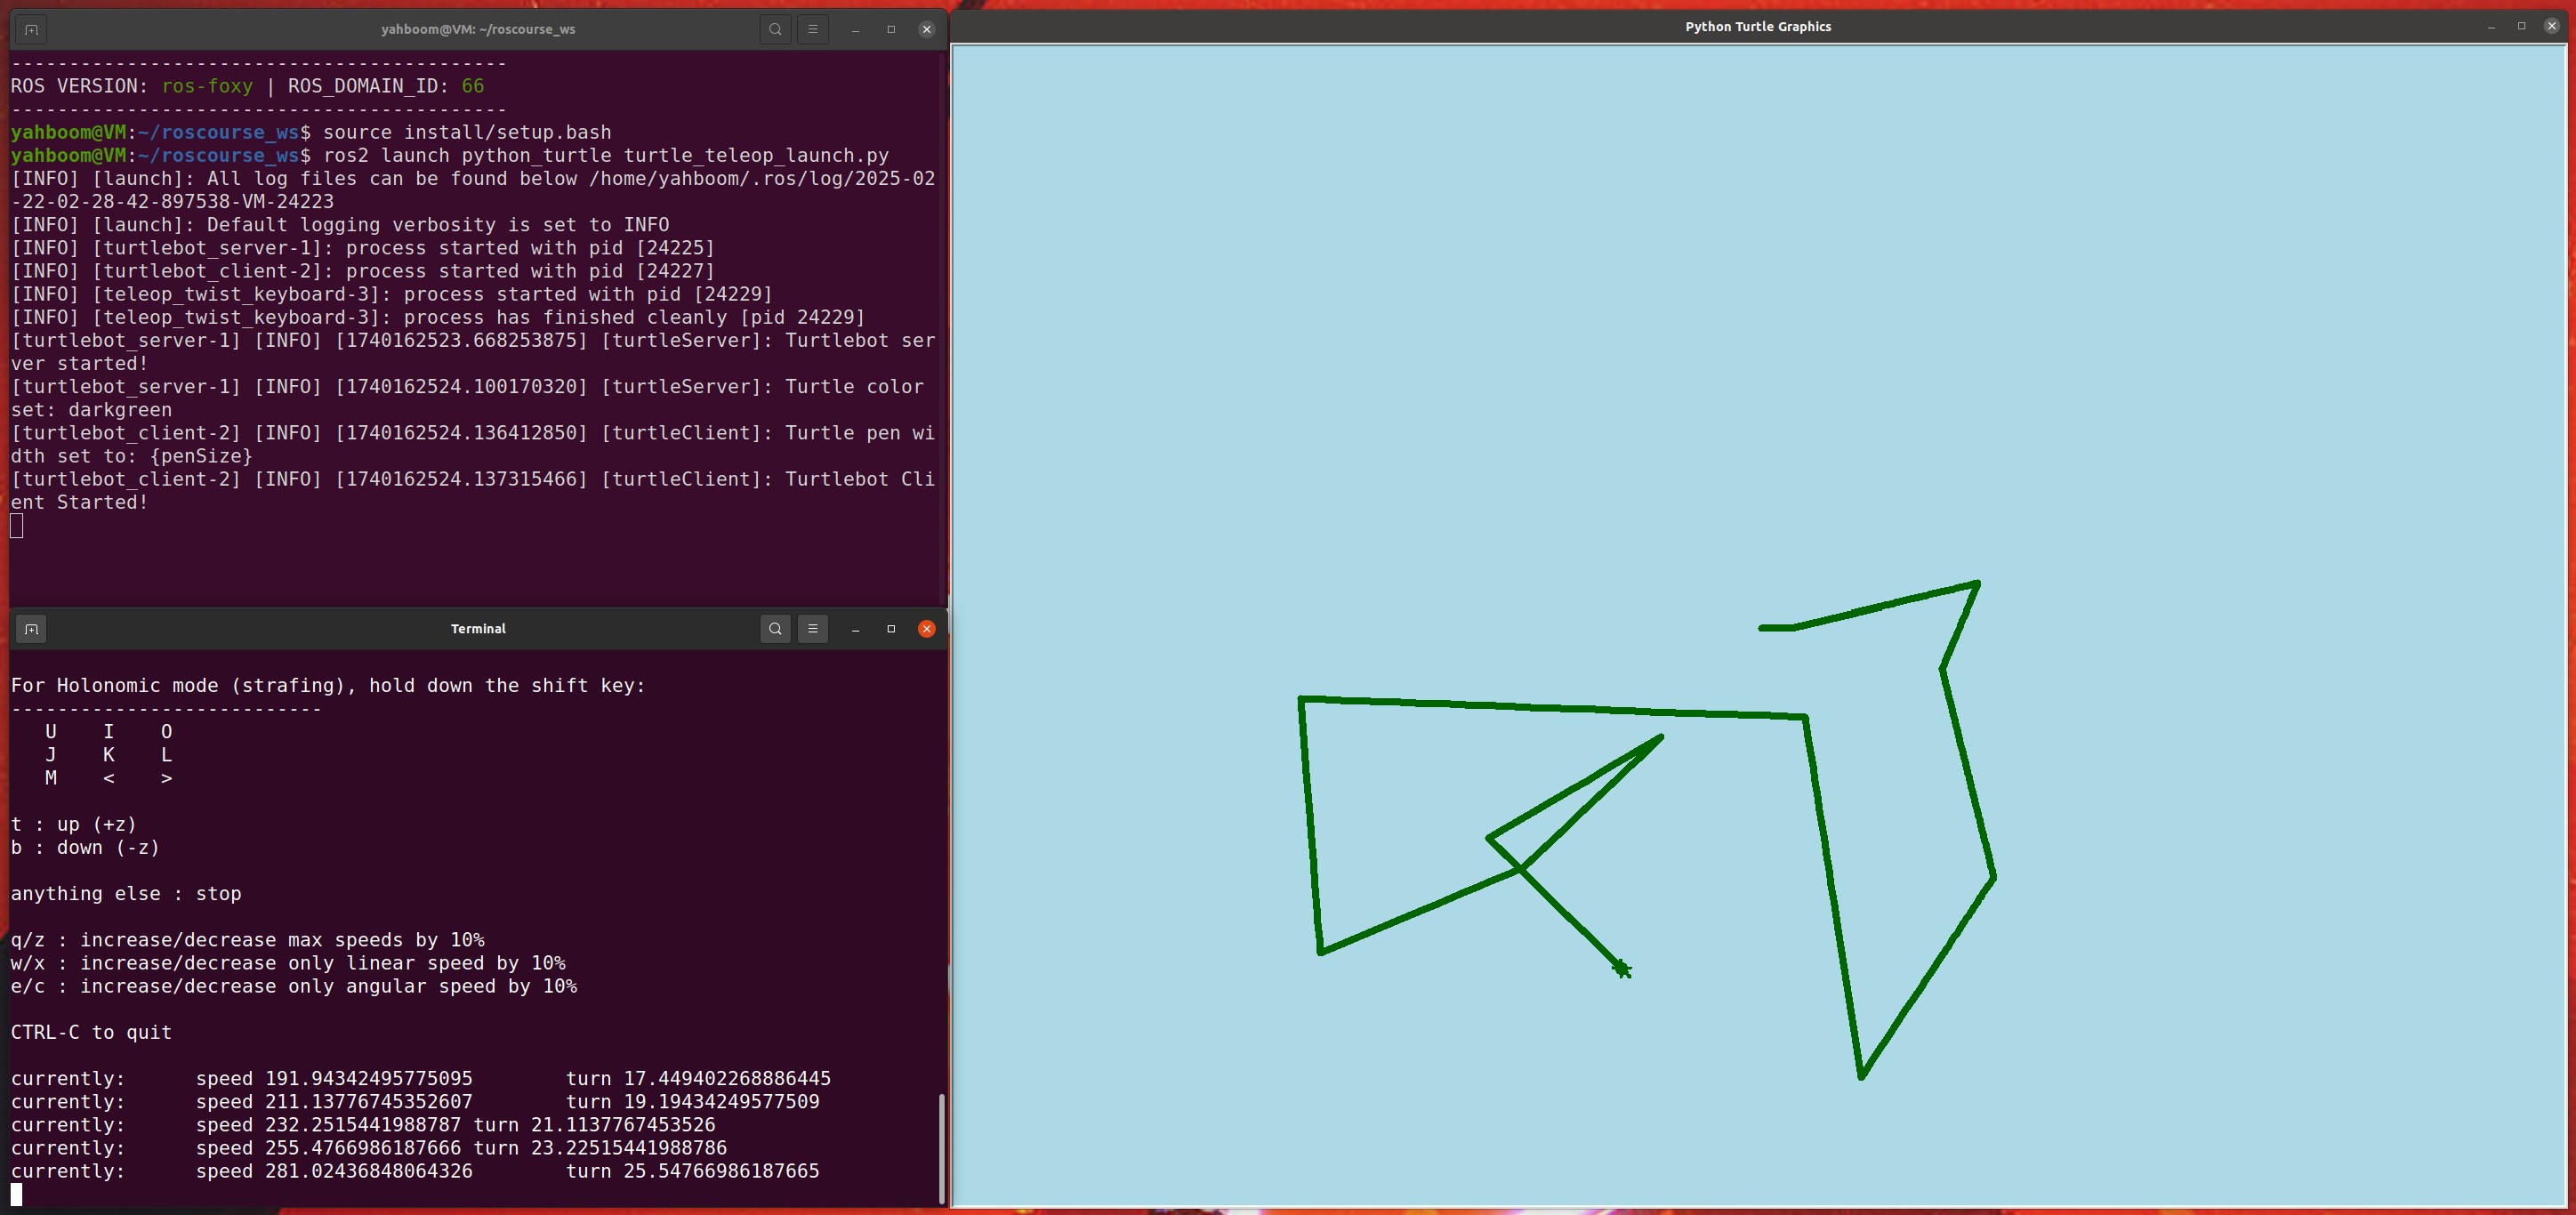 yahboom@VM: ~/roscourse_ws
------------------------------------------- 
ROS VERSION: ros-foxy | ROS_DOMAIN_ID: 66
-------------------------------------------
yahboom@VM:~/roscourse_ws$ source install/setup.bash
yahboom@VM:~/roscourse_ws$ ros2 launch python_turtle turtle_teleop_launch.py
[INFO] [launch]: All log files can be found below /home/yahboom/.ros/log/2025-02
-22-02-28-42-897538-VM-24223
[INFO] [launch]: Default logging verbosity is set to INFO
[INFO] [turtlebot_server-1]: process started with pid [24225]
[INFO] [turtlebot_client-2]: process started with pid [24227]
[INFO] [teleop_twist_keyboard-3]: process started with pid [24229]
[INFO] [teleop_twist_keyboard-3]: process has finished cleanly [pid 24229]
[turtlebot_server-1] [INFO] [1740162523.668253875] [turtleServer]: Turtlebot ser
ver started!
[turtlebot_server-1] [INFO] [1740162524.100170320] [turtleServer]: Turtle color
set: darkgreen
[turtlebot_client-2] [INFO] [1740162524.136412850] [turtleClient]: Turtle pen wi
dth set to: {penSize}
[turtlebot_client-2] [INFO] [1740162524.137315466] [turtleClient]: Turtlebot Cli
ent Started!
Terminal
For Holonomic mode (strafing), hold down the shift key:
---------------------------
U I O
J K L
M < >
t : up (+z)
b : down (-z)
anything else : stop
q/z : increase/decrease max speeds by 10%
w/x : increase/decrease only linear speed by 10%
e/c : increase/decrease only angular speed by 10%
CTRL-C to quit
currently: speed 191.94342495775095 turn 17.449402268886445
currently: speed 211.13776745352607 turn 19.19434249577509
currently: speed 232.2515441988787 turn 21.1137767453526
currently: speed 255.4766986187666 turn 23.22515441988786
currently: speed 281.02436848064326 turn 25.54766986187665
Python Turtle Graphics